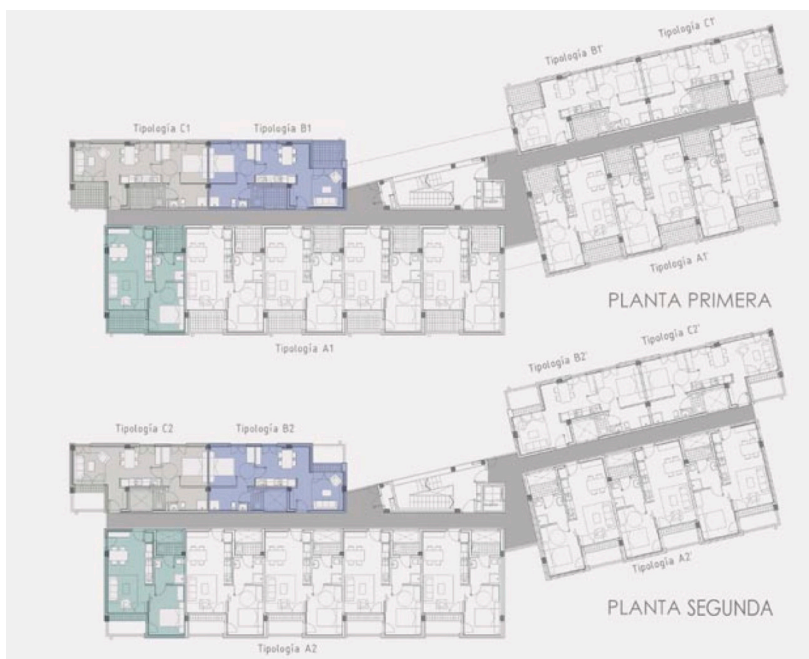 Tipología C1'
Tipología B1'
Tipología C1
Tipología B1
Tipología A1'
PLANTA PRIMERA
Tipología A1
Tipología C2'
Tipología B2'
Tipología C2
Tipología B2
Tipología A2'
PLANTA SEGUNDA
Tipología A2